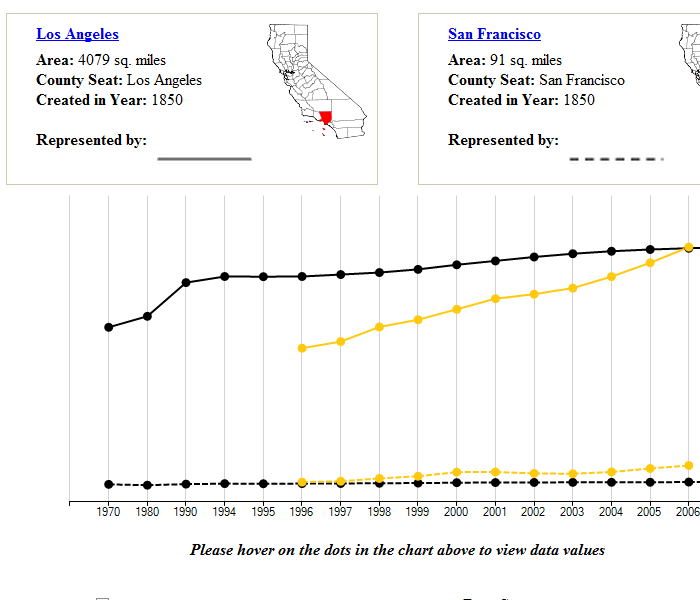 Los Angeles
Area: 4079 sq. miles
County Seat: Los Angeles
Created in Year: 1850
Represented by:
San Francisco
Area: 91 sq. miles
County Seat: San Francisco
Created in Year: 1850
Represented by:
1970 1980 1990 1994 1995 1996 1997 1998 1999 2000 2001 2002 2003 2004 2005 2006
Please hover on the dots in the chart above to view data values